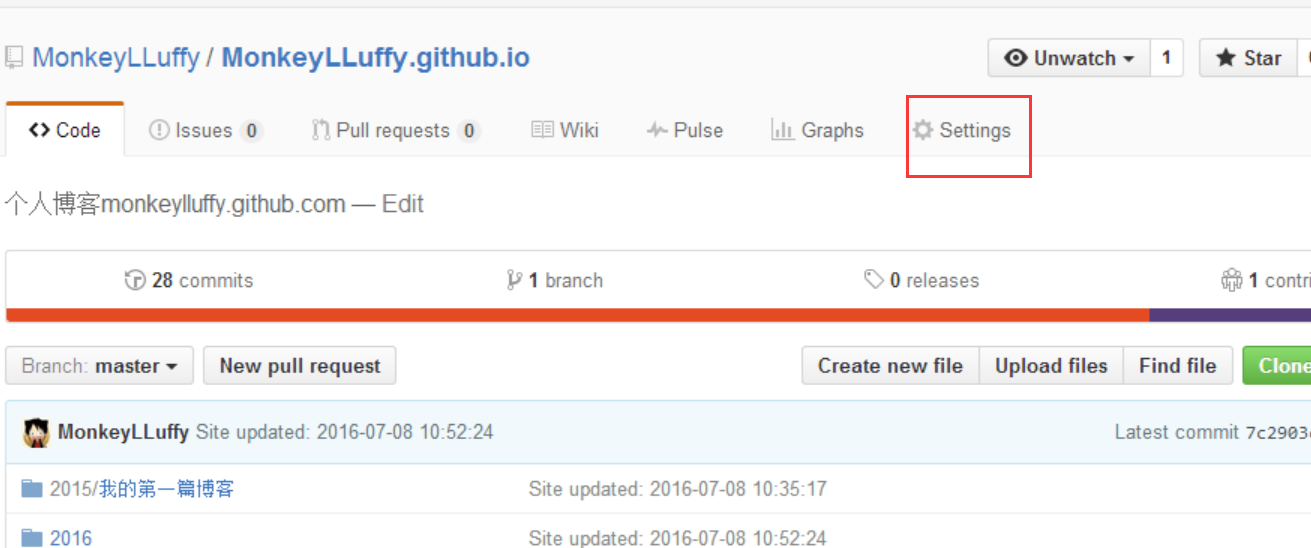 MonkeyLLuffy / MonkeyLLuffy.github.io Unwatch 1 Star
Code Issues 0 Pull requests 0 Wiki Pulse Graphs Settings
个人博客monkeylluffy.github.com — Edit
28 commits 1 branch 0 releases 1 contri
Branch: master New pull request Create new file Upload files Find file Clone
MonkeyLLuffy Site updated: 2016-07-08 10:52:24 Latest commit 7c2903
2015/我的第一篇博客 Site updated: 2016-07-08 10:35:17
2016 Site updated: 2016-07-08 10:52:24